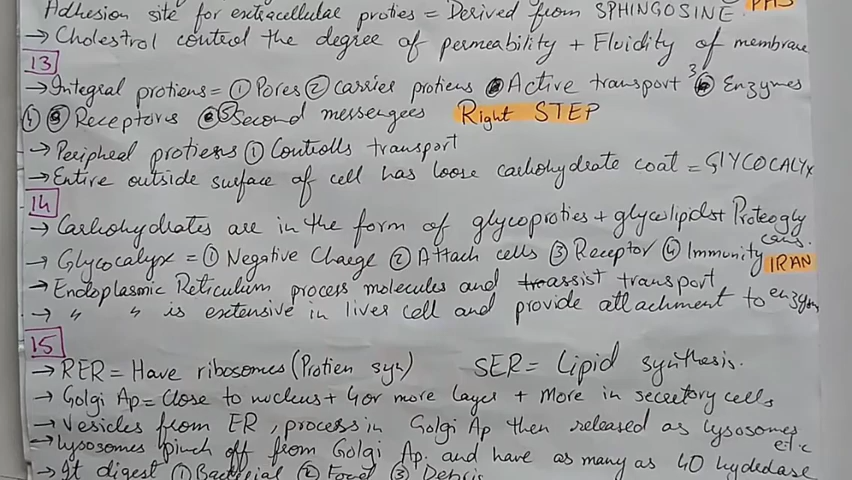 Adhesion site for extracellular proties = Derived from SPHINGOSINE. PHS
→ Cholestrol control the degree of permeability + Fluidity of membrane
13
→ Integral protiens = ① Pores ② carrier protiens Active transport 3 Enzymes
4 Receptors ⑤ Second messengers Right STEP
→ Peripheal protiens ① Controlls transport
→ Entire outside surface of cell has loose carbohydrate coat = GlYCOCALYX
14
→ Carbohydrates are in the form of glycoproties + glycolipids + Proteogly
cans.
→ Glycocalyx = ① Negative Charge ② Attach cells ③ Receptor ④ Immunity IRAN
→ Endoplasmic Reticulum process molecules and assist transport
→ " " is extensive in liver cell and provide attachment to enzym
15
→ RER = Have ribosomes (Protien syn) SER = Lipid synthesis.
→ Golgi Ap = Close to nucleus + 4 or more layer + More in secretory cells
→ Vesicles from ER, process in Golgi Ap then released as lysosomes
etc
→ Lysosomes pinch off from Golgi Ap. and have as many as 40 hydedase
→ It digest ① Bacterial ② Food ③ Debris